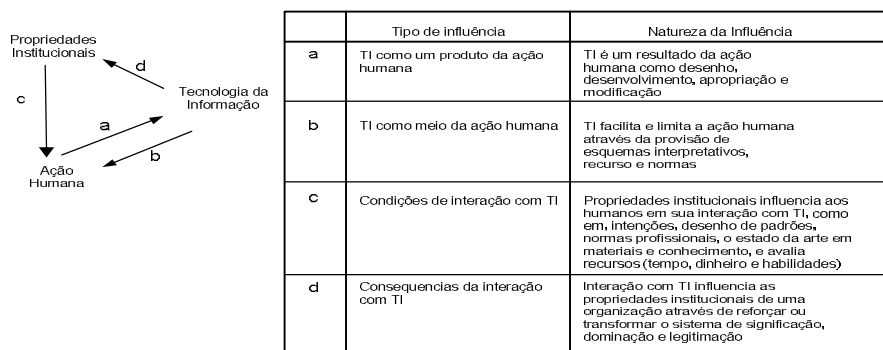 Propriedades
Institucionais
d
Tecnologia da
Informação
c
a
b
Ação
Humana
Tipo de influência
Natureza da Influência
a
TI como um produto da ação
humana
TI é um resultado da ação
humana como desenho,
desenvolvimento, apropriação e
modificação
b
TI como meio da ação humana
TI facilita e limita a ação humana
através da provisão de
esquemas interpretativos,
recurso e normas
c
Condições de interação com TI
Propriedades institucionais influencia aos
humanos em sua interação com TI, como
em, intenções, desenho de padrões,
normas profissionais, o estado da arte em
materiais e conhecimento, e avalia
recursos (tempo, dinheiro e habilidades)
d
Consequencias da interação
com TI
Interação com TI influencia as
propriedades institucionais de uma
organização através de reforçar ou
transformar o sistema de significação,
dominação e legitimação